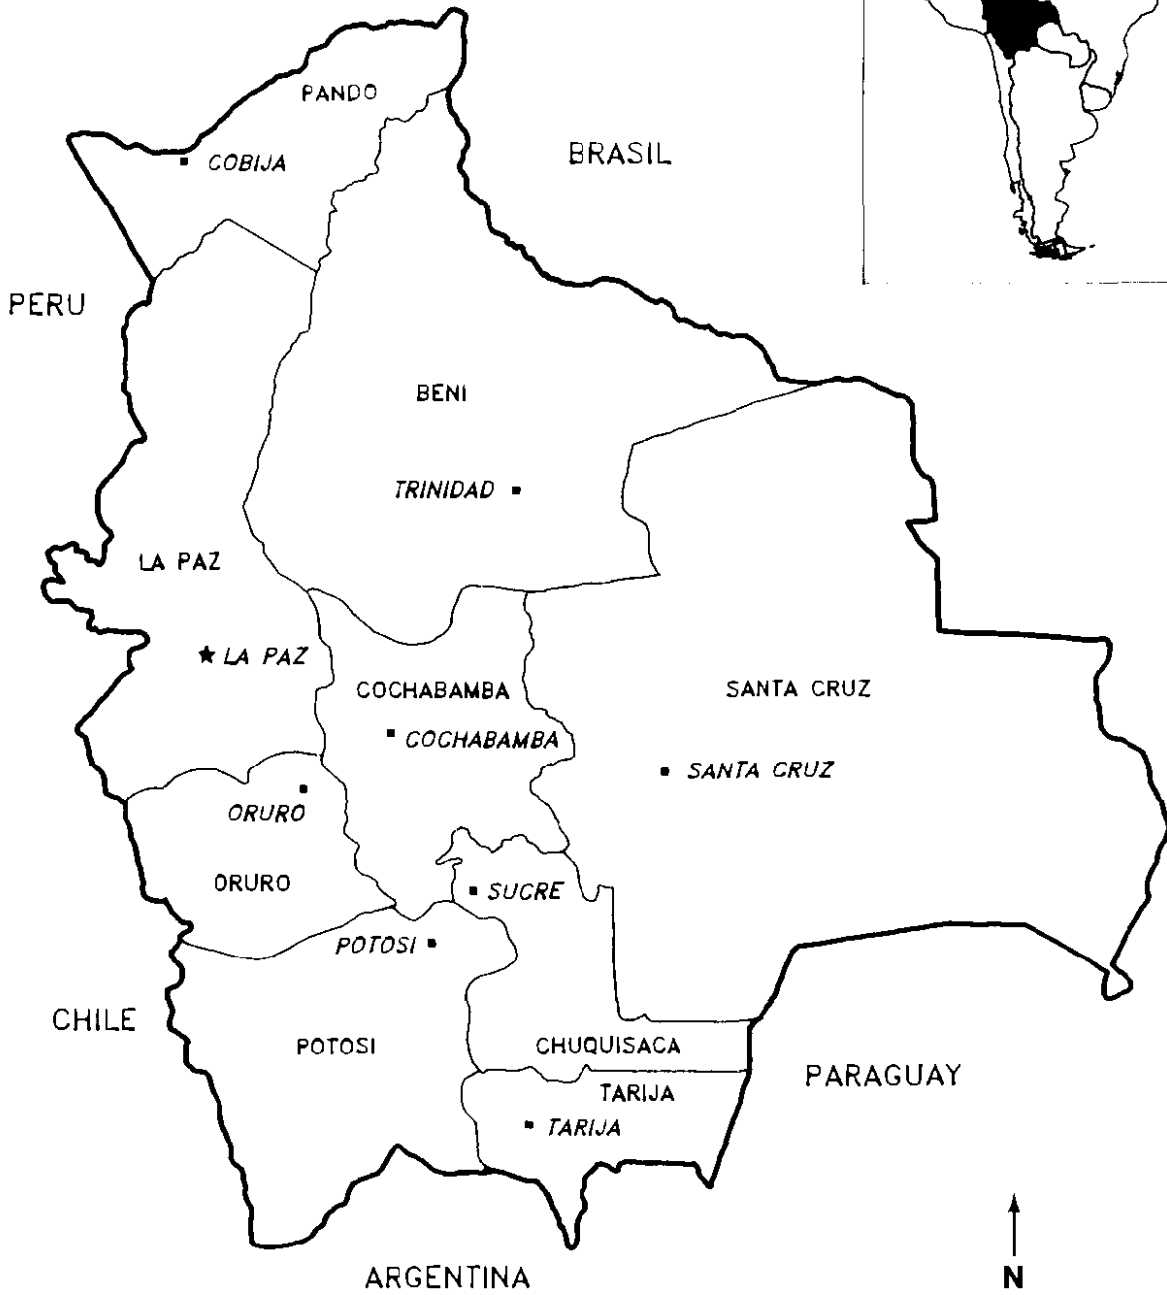 PANDO
COBIJA
BRASIL
PERU
BENI
TRINIDAD
LA PAZ
LA PAZ
COCHABAMBA
COCHABAMBA
SANTA CRUZ
SANTA CRUZ
ORURO
ORURO
SUCRE
POTOSI
CHILE
POTOSI
CHUQUISACA
PARAGUAY
TARIJA
TARIJA
ARGENTINA
N